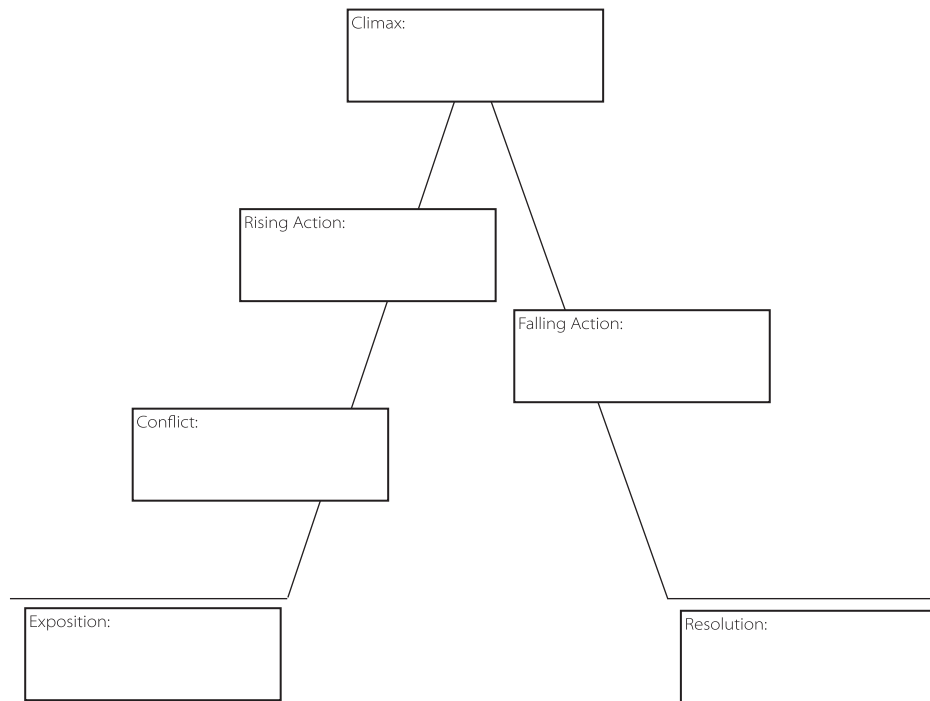 Climax:
Rising Action:
Falling Action:
Conflict:
Exposition:
Resolution: